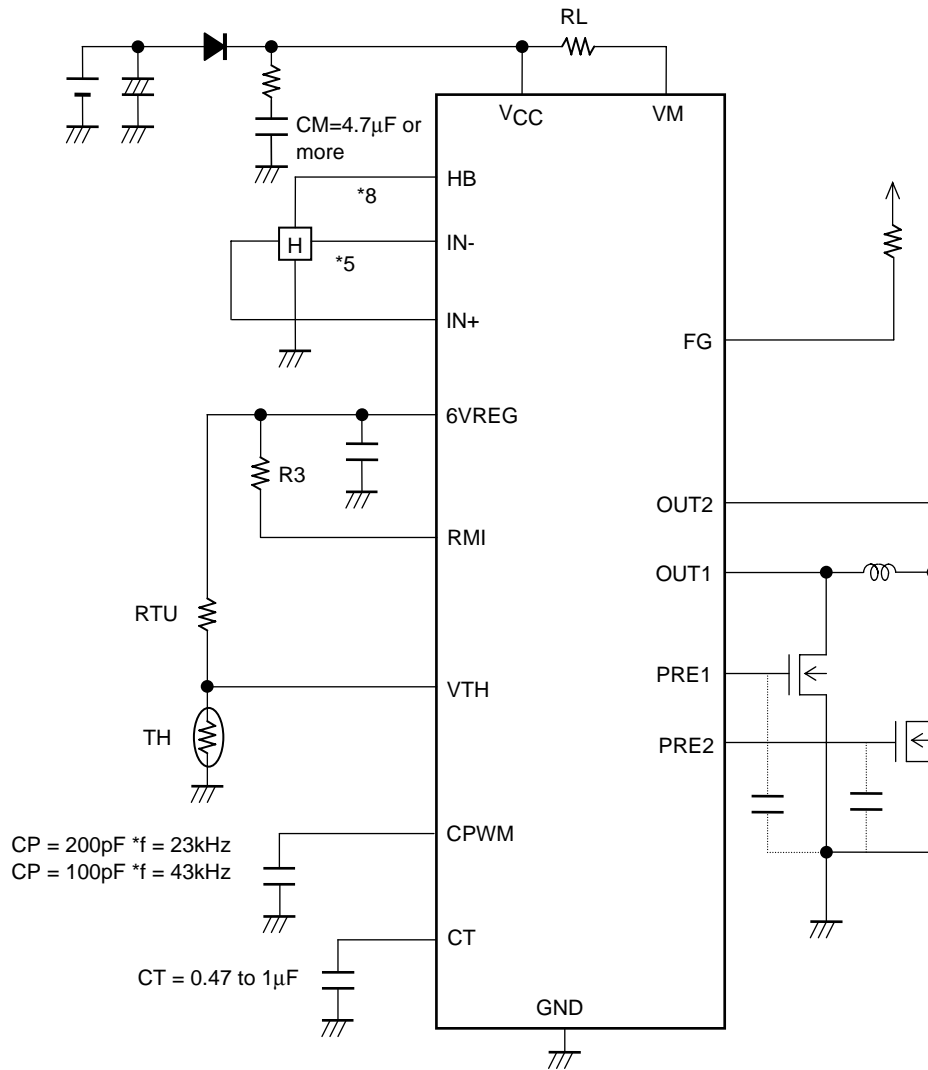 RL
VCC
VM
CM=4.7μF or
more
HB
*8
H
IN-
*5
IN+
FG
6VREG
R3
OUT2
RMI
OUT1
RTU
PRE1
VTH
TH
PRE2
CPWM
CP = 200pF *f = 23kHz
CP = 100pF *f = 43kHz
CT
CT = 0.47 to 1μF
GND